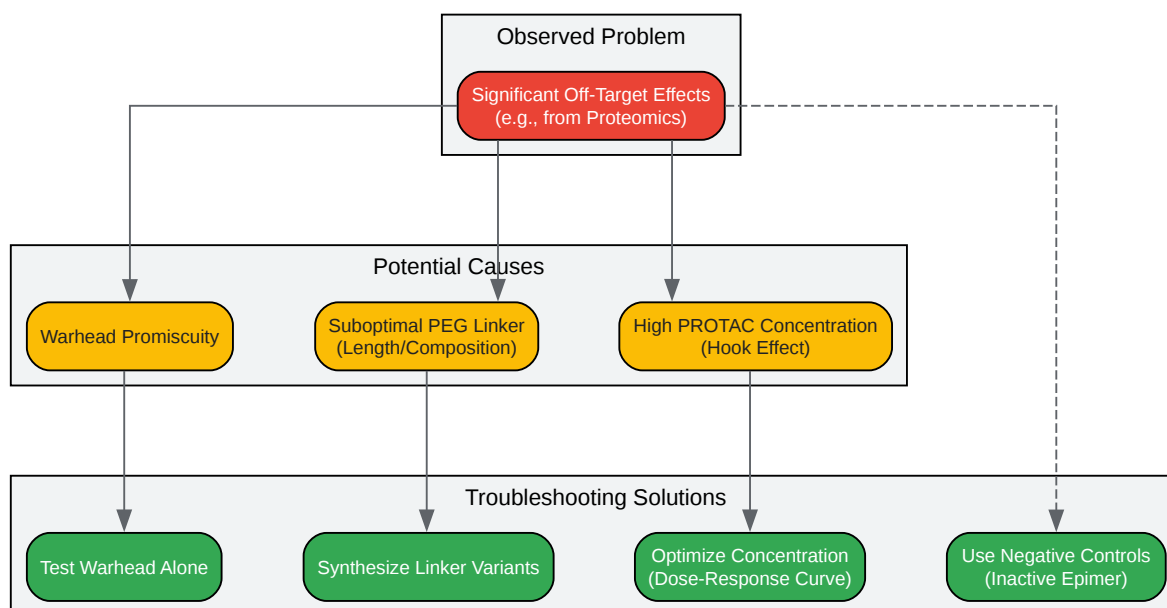 Observed Problem
Significant Off-Target Effects
(e.g., from Proteomics)
Potential Causes
Warhead Promiscuity
Suboptimal PEG Linker
(Length/Composition)
High PROTAC Concentration
(Hook Effect)
Troubleshooting Solutions
Test Warhead Alone
Synthesize Linker Variants
Optimize Concentration
(Dose-Response Curve)
Use Negative Controls
(Inactive Epimer)